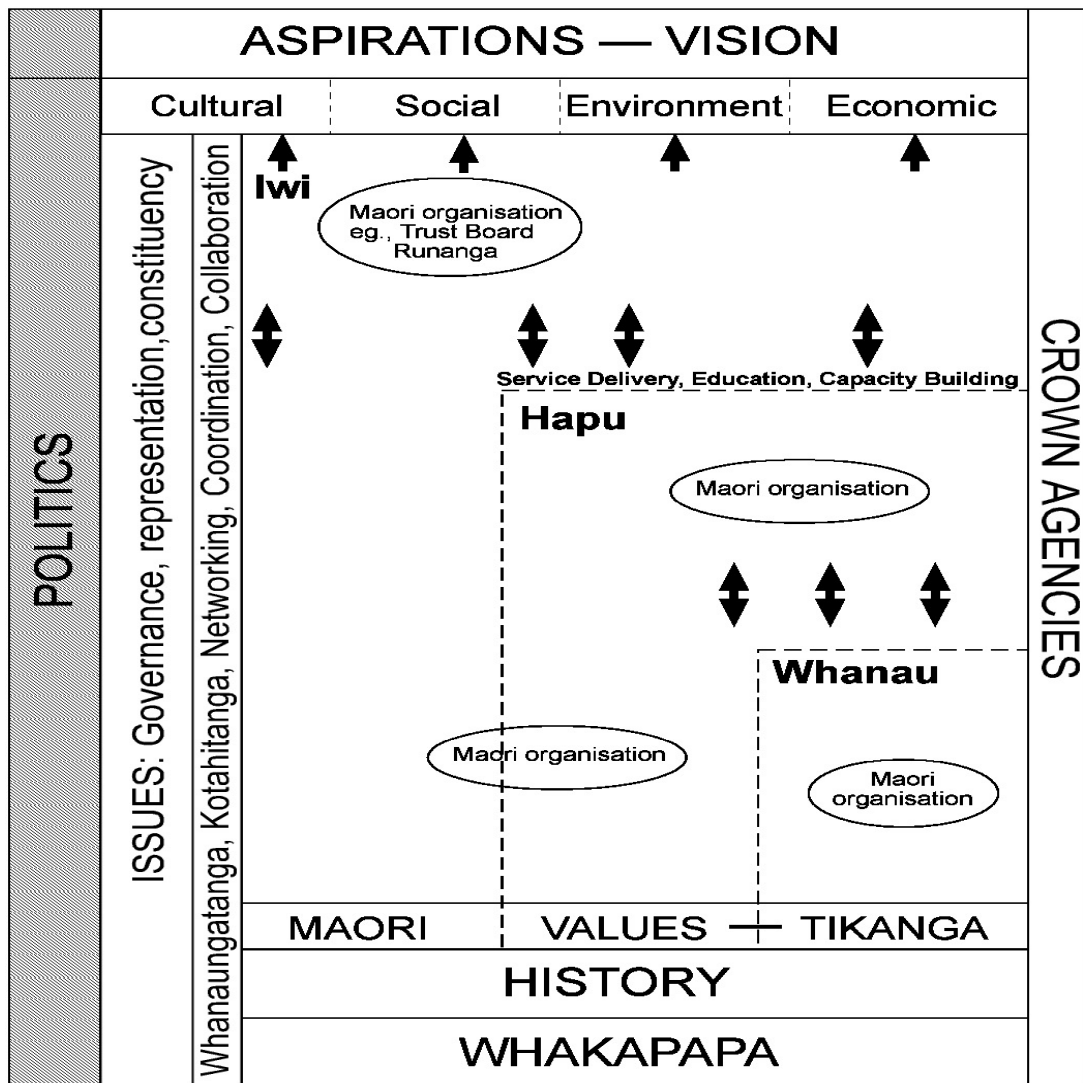 ASPIRATIONS — VISION
Cultural
Social
Environment
Economic
POLITICS
ISSUES: Governance, representation,constituency
Whanaungatanga, Kotahitanga, Networking, Coordination, Collaboration
Iwi
Maori organisation
eg., Trust Board
Runanga
Service Delivery, Education, Capacity Building
Hapu
Maori organisation
Whanau
Maori organisation
Maori
organisation
MAORI VALUES — TIKANGA
HISTORY
WHAKAPAPA
CROWN AGENCIES